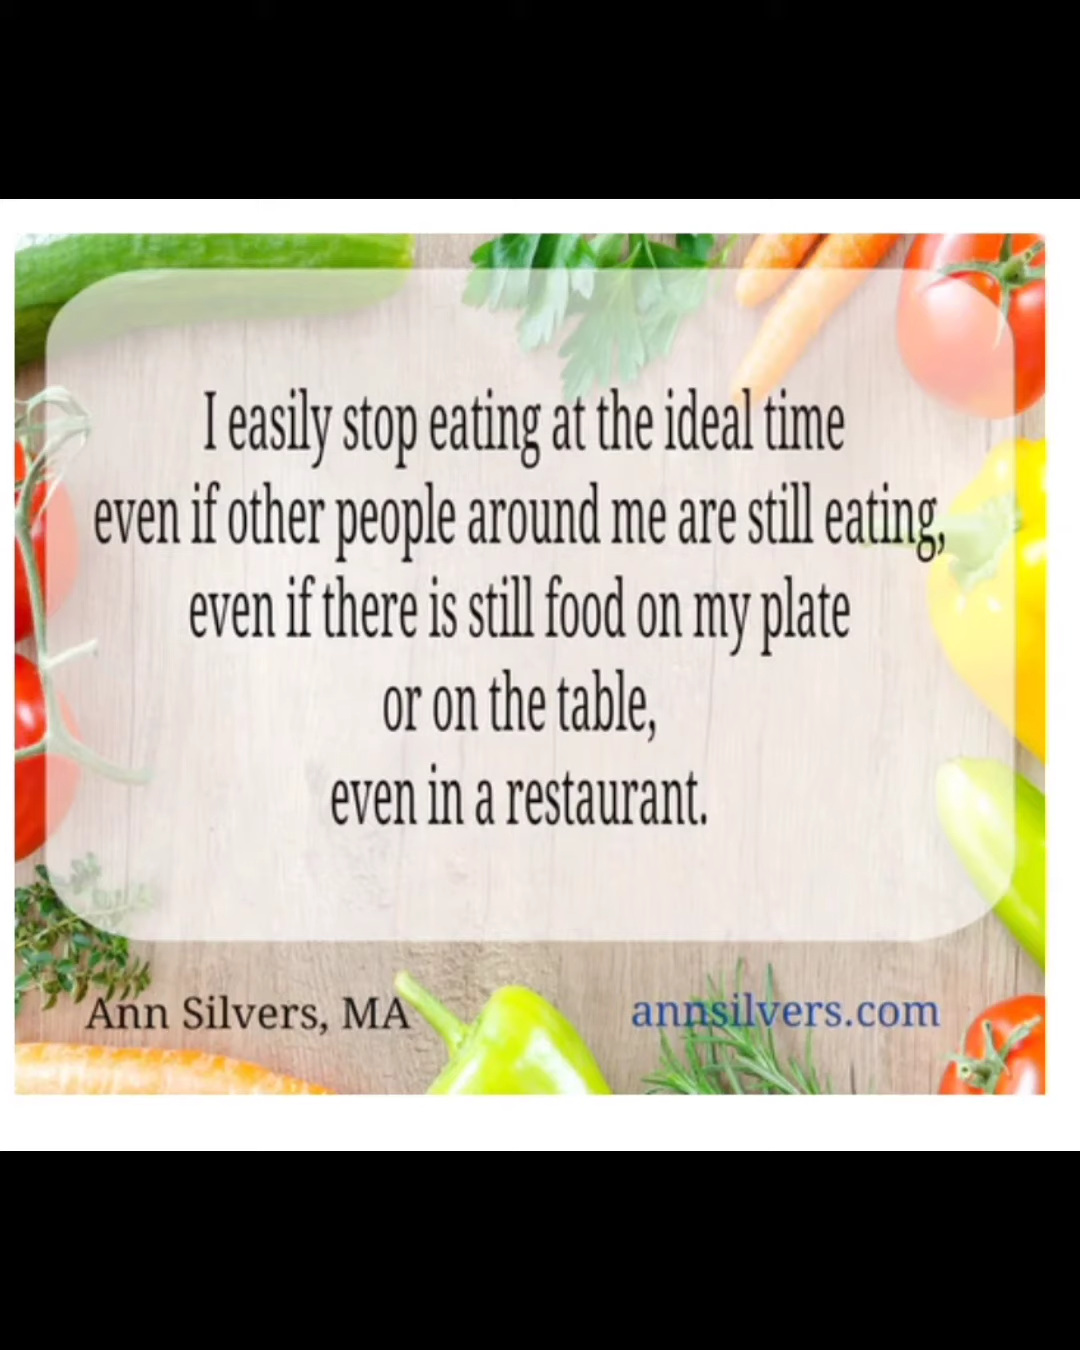 I easily stop eating at the ideal time
even if other people around me are still eating,
even if there is still food on my plate
or on the table,
even in a restaurant.
Ann Silvers, MA
annsilvers.com